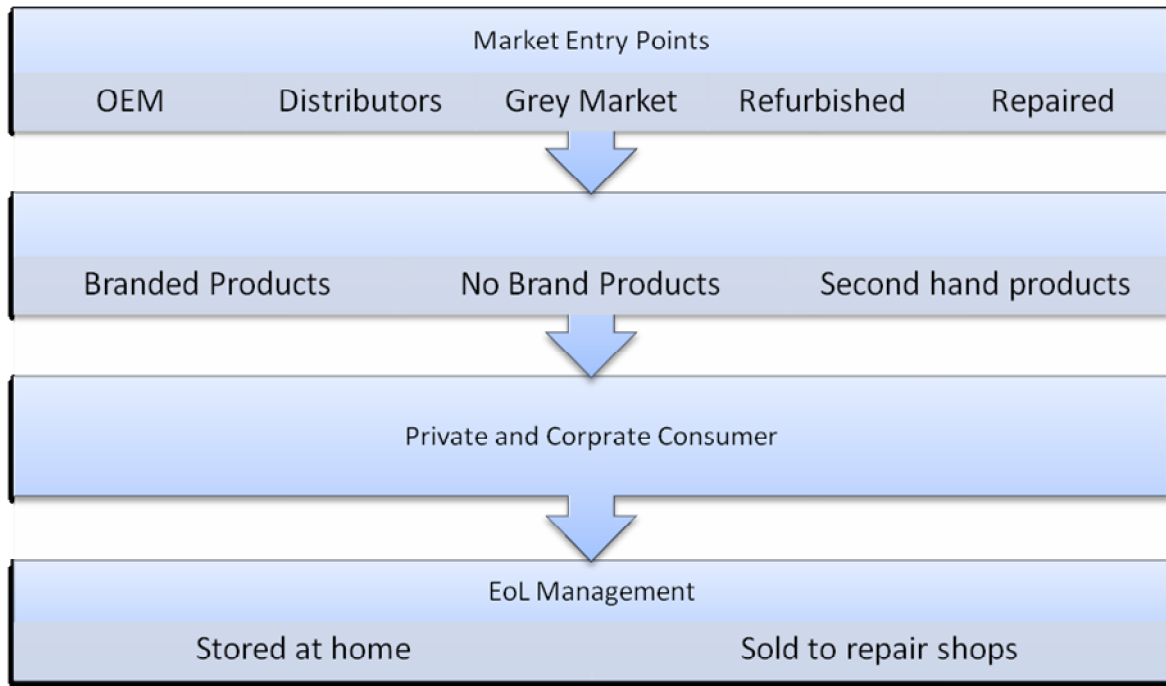 Market Entry Points
OEM Distributors Grey Market Refurbished Repaired
Branded Products No Brand Products Second hand products
Private and Corprate Consumer
EoL Management
Stored at home Sold to repair shops